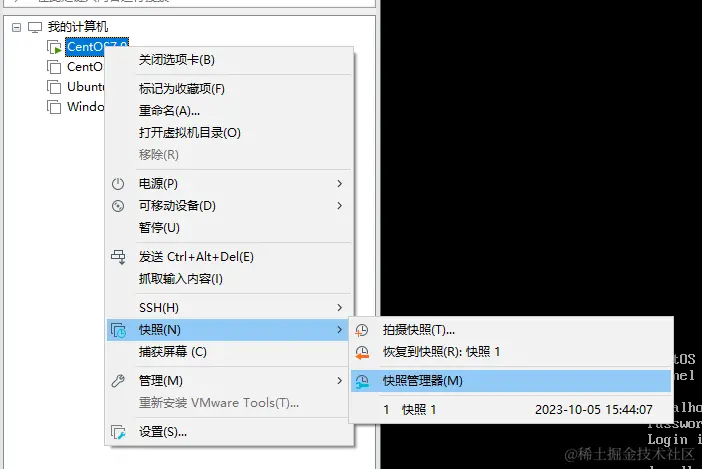 我的计算机
CentOS7.9
CentO
Ubuntu
Windo
关闭选项卡(B)
标记为收藏项(F)
重命名(A)...
打开虚拟机目录(O)
移除(R)
电源(P)
可移动设备(D)
暂停(U)
发送 Ctrl+Alt+Del(E)
抓取输入内容(I)
SSH(H)
快照(N)
捕获屏幕 (C)
管理(M)
重新安装 VMware Tools(T)...
设置(S)...
拍摄快照(T)...
恢复到快照(R): 快照 1
快照管理器(M)
1 快照 1 2023-10-05 15:44:07
tOS
nel
alho
Password
Login i
@稀土掘金技术社区